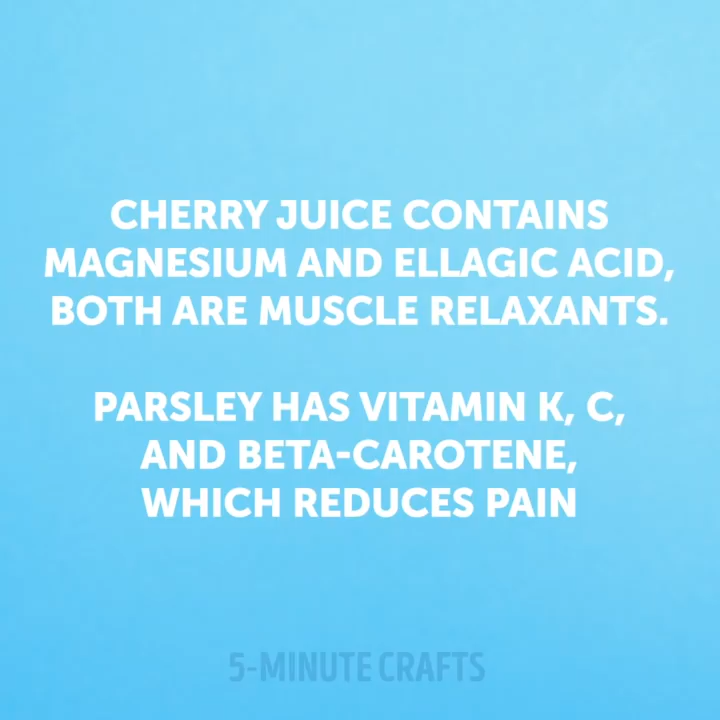 CHERRY JUICE CONTAINS
MAGNESIUM AND ELLAGIC ACID,
BOTH ARE MUSCLE RELAXANTS.
PARSLEY HAS VITAMIN K, C,
AND BETA-CAROTENE,
WHICH REDUCES PAIN
5-MINUTE CRAFTS